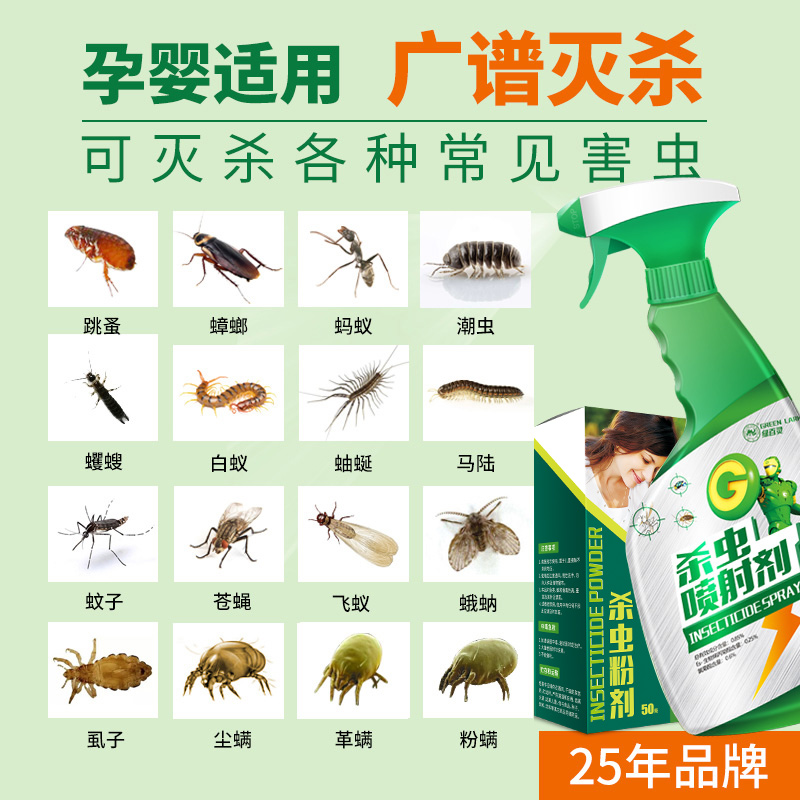 孕婴适用 广谱灭杀
可灭杀各种常见害虫
跳蚤 蟑螂 蚂蚁 潮虫
蠼螋 白蚁 蚰蜒 马陆
蚊子 苍蝇 飞蚁 蛾蚋
虱子 尘螨 革螨 粉螨
GREEN
绿百灵
G
杀虫
喷射剂
INSECTICIDE SPRAY
INSECTICIDE POWDER
杀虫粉剂
50
25年品牌